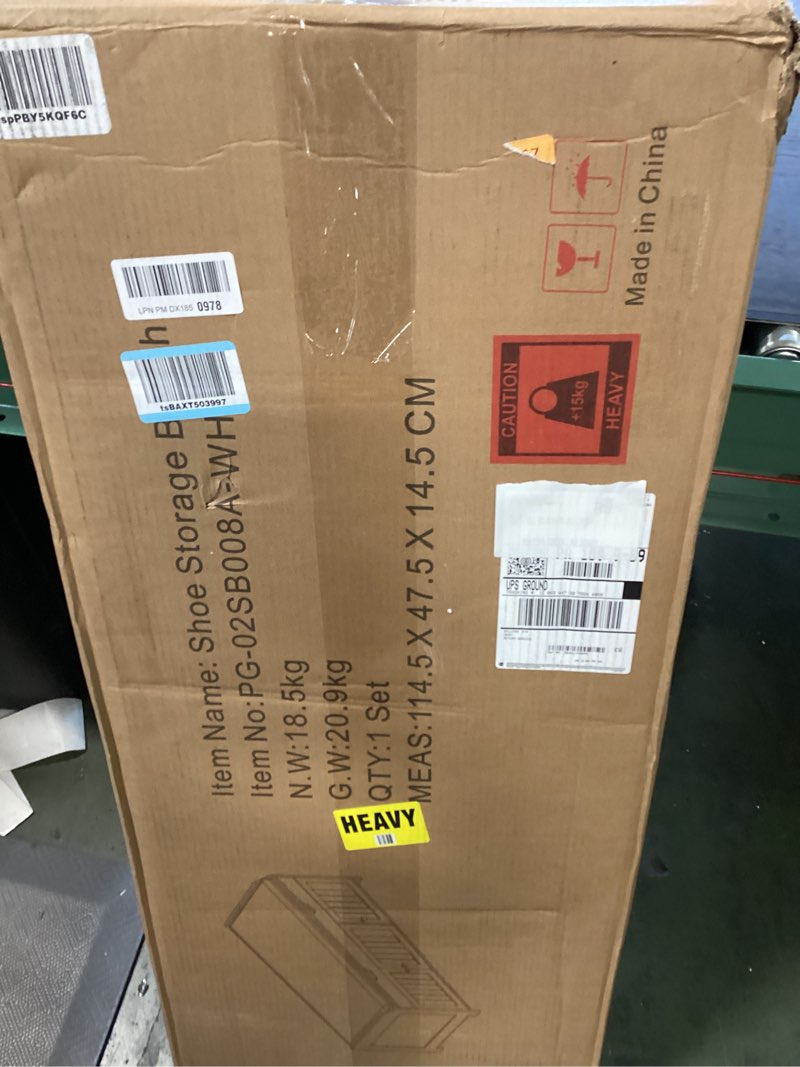 spPBY5KQF6C
LPN PM DX185 0978
tsBAXT503997
Item Name: Shoe Storage B h
Item No:PG-02SB008A-WH
N.W:18.5kg
G.W:20.9kg
QTY:1 Set
MEAS:114.5 X 47.5 X 14.5 CM
HEAVY
Made in China
CAUTION
+15kg
HEAVY
UPS GROUND